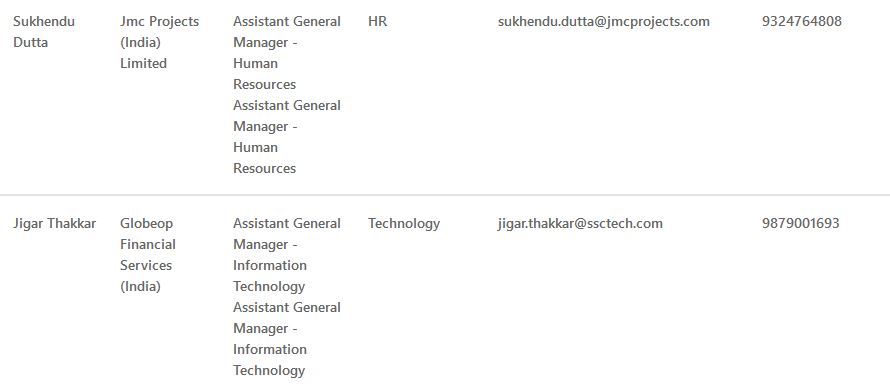 Sukhendu Dutta
Jmc Projects (India) Limited
Assistant General Manager - Human Resources
Assistant General Manager - Human Resources
HR
sukhendu.dutta@jmcprojects.com
9324764808
Jigar Thakkar
Globeop Financial Services (India)
Assistant General Manager - Information Technology
Assistant General Manager - Information Technology
Technology
jigar.thakkar@ssctech.com
9879001693